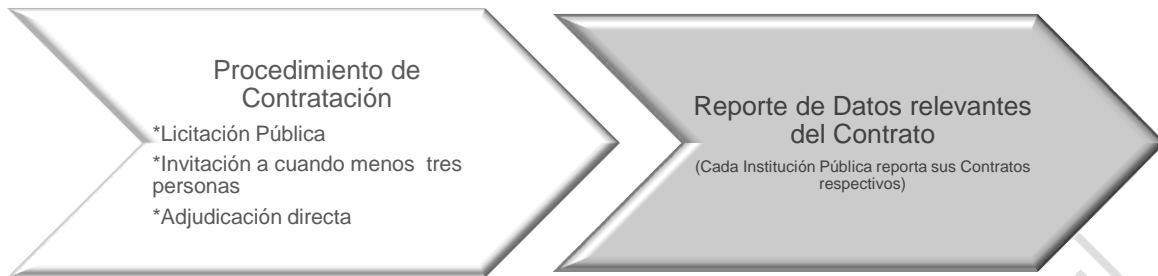 Procedimiento de
Contratación
*Licitación Pública
*Invitación a cuando menos tres
personas
*Adjudicación directa
Reporte de Datos relevantes
del Contrato
(Cada Institución Pública reporta sus Contratos
respectivos)